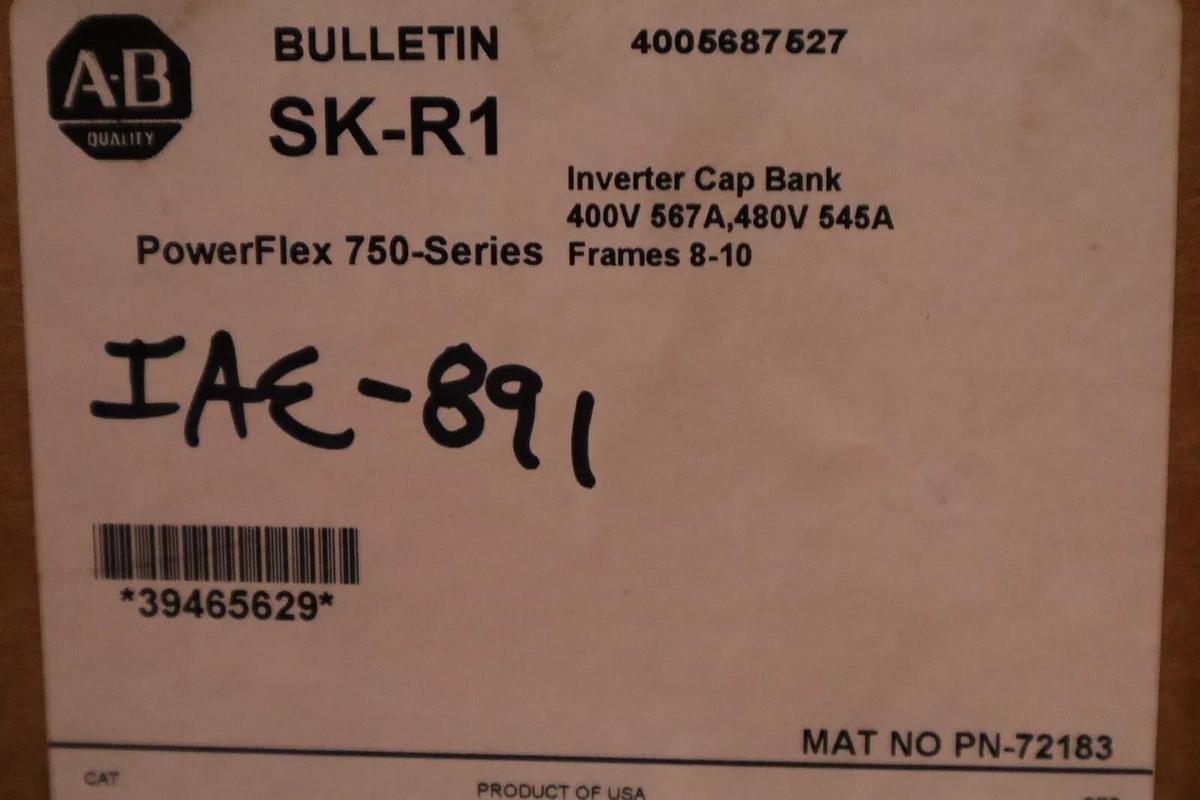 A-B
QUALITY
BULLETIN
4005687527
SK-R1
Inverter Cap Bank
400V 567A,480V 545A
PowerFlex 750-Series
Frames 8-10
IAE-891
*39465629*
MAT NO PN-72183
CAT
PRODUCT OF USA